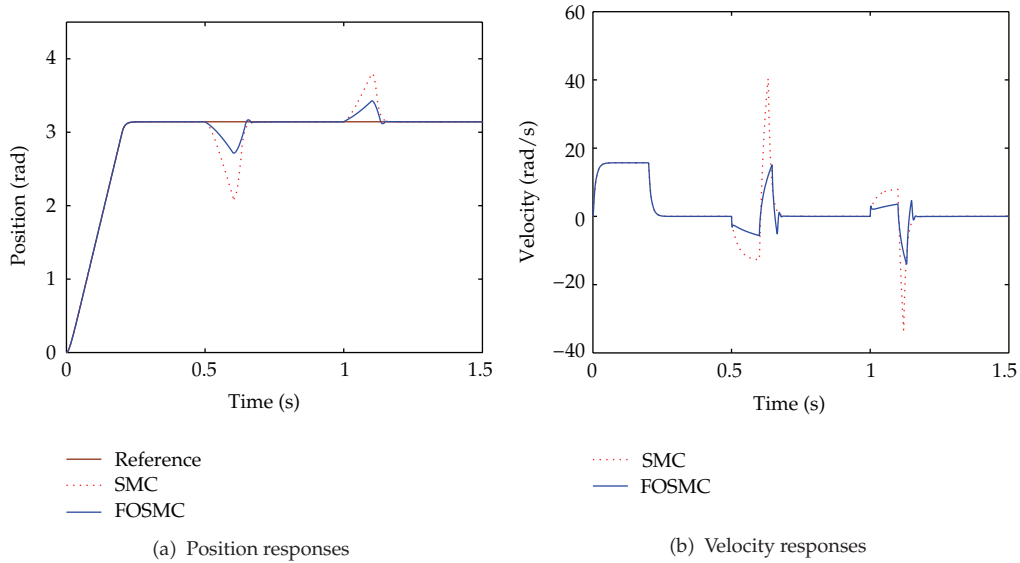 4
3
2
1
0
Position (rad)
0
0.5
1
1.5
Time (s)
Reference
SMC
FOSMC
(a) Position responses
60
40
20
0
−20
−40
Velocity (rad/s)
0
0.5
1
1.5
Time (s)
SMC
FOSMC
(b) Velocity responses